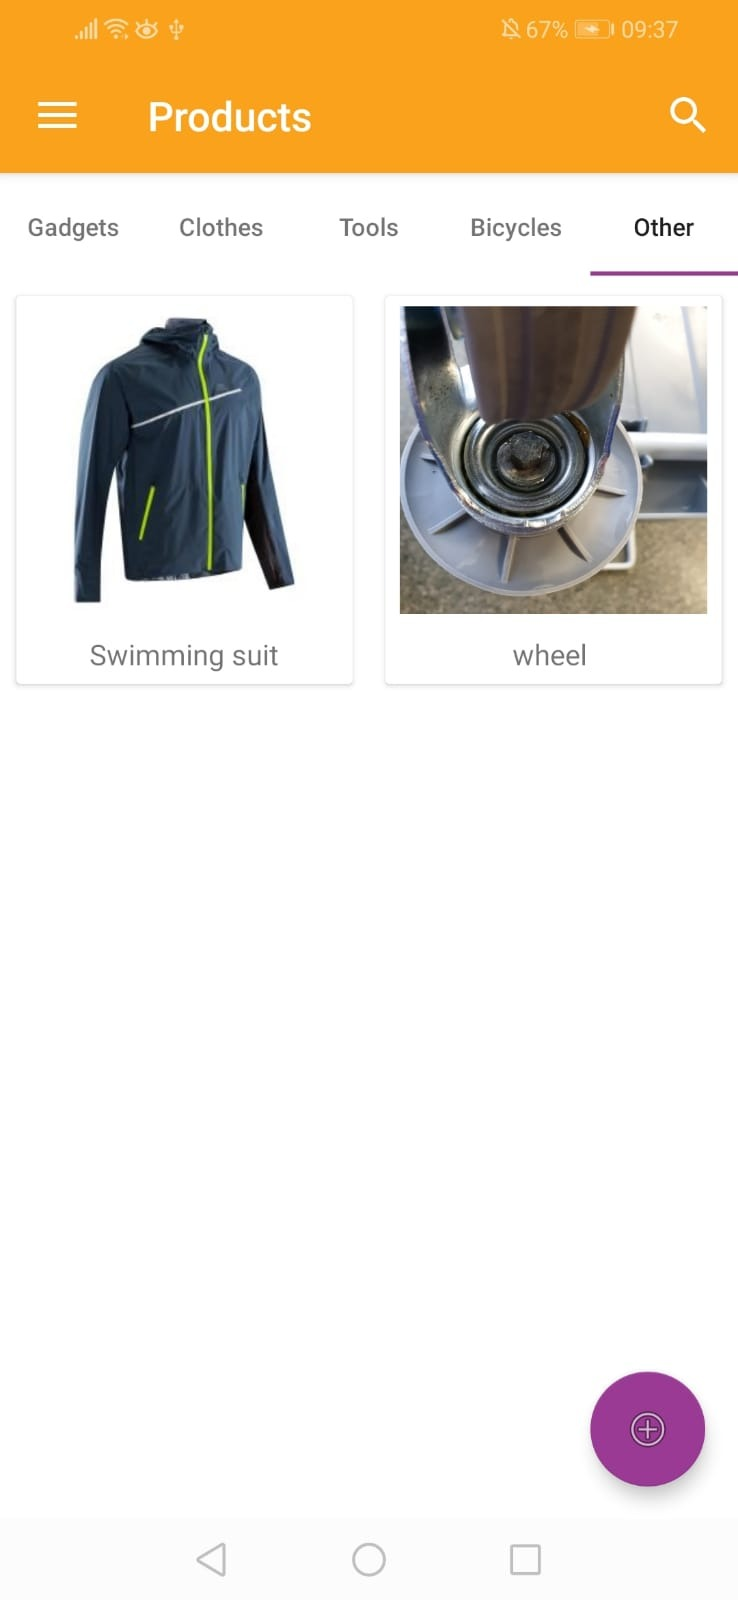 67% 09:37
Products
Gadgets Clothes Tools Bicycles Other
Swimming suit wheel